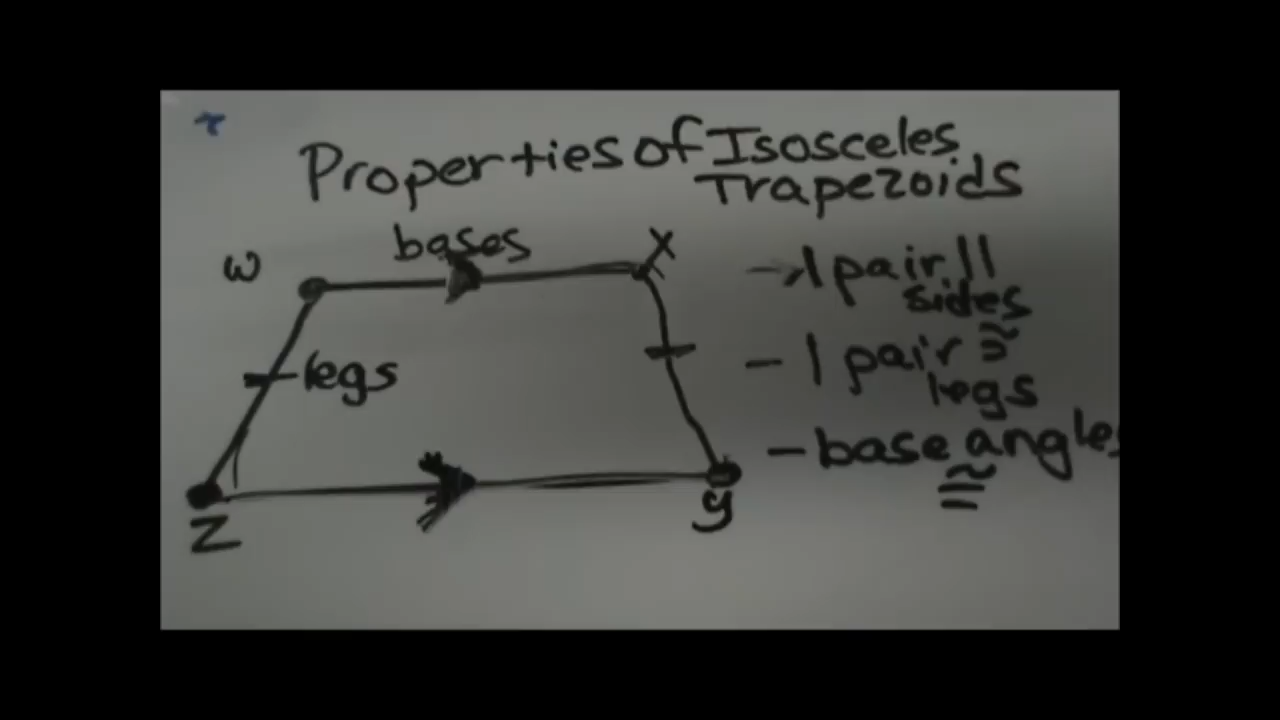 Properties of Isosceles
Trapezoids
bases
w
X
legs
Z
y
→ 1 pair ||
sides
- 1 pair ≅
legs
- base angles
≅